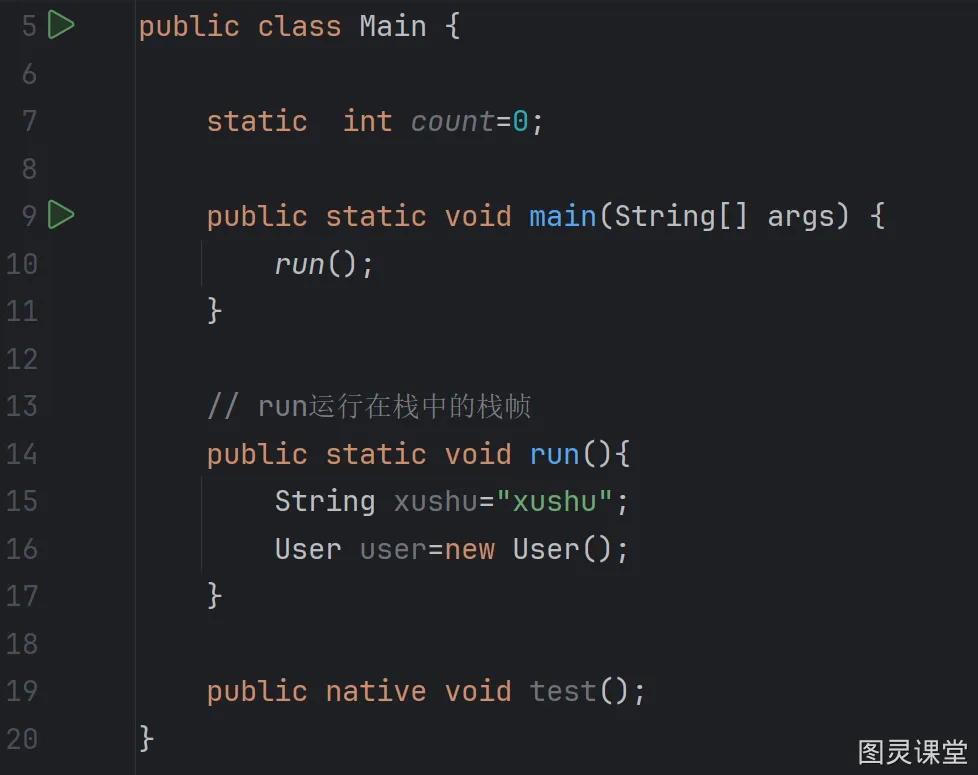 5 public class Main {
6
7 static  int count=0;
8
9 public static void main(String[] args) {
10 run();
11 }
12
13 // run运行在栈中的栈帧
14 public static void run(){
15 String xushu="xushu";
16 User user=new User();
17 }
18
19 public native void test();
20 }
图灵课堂